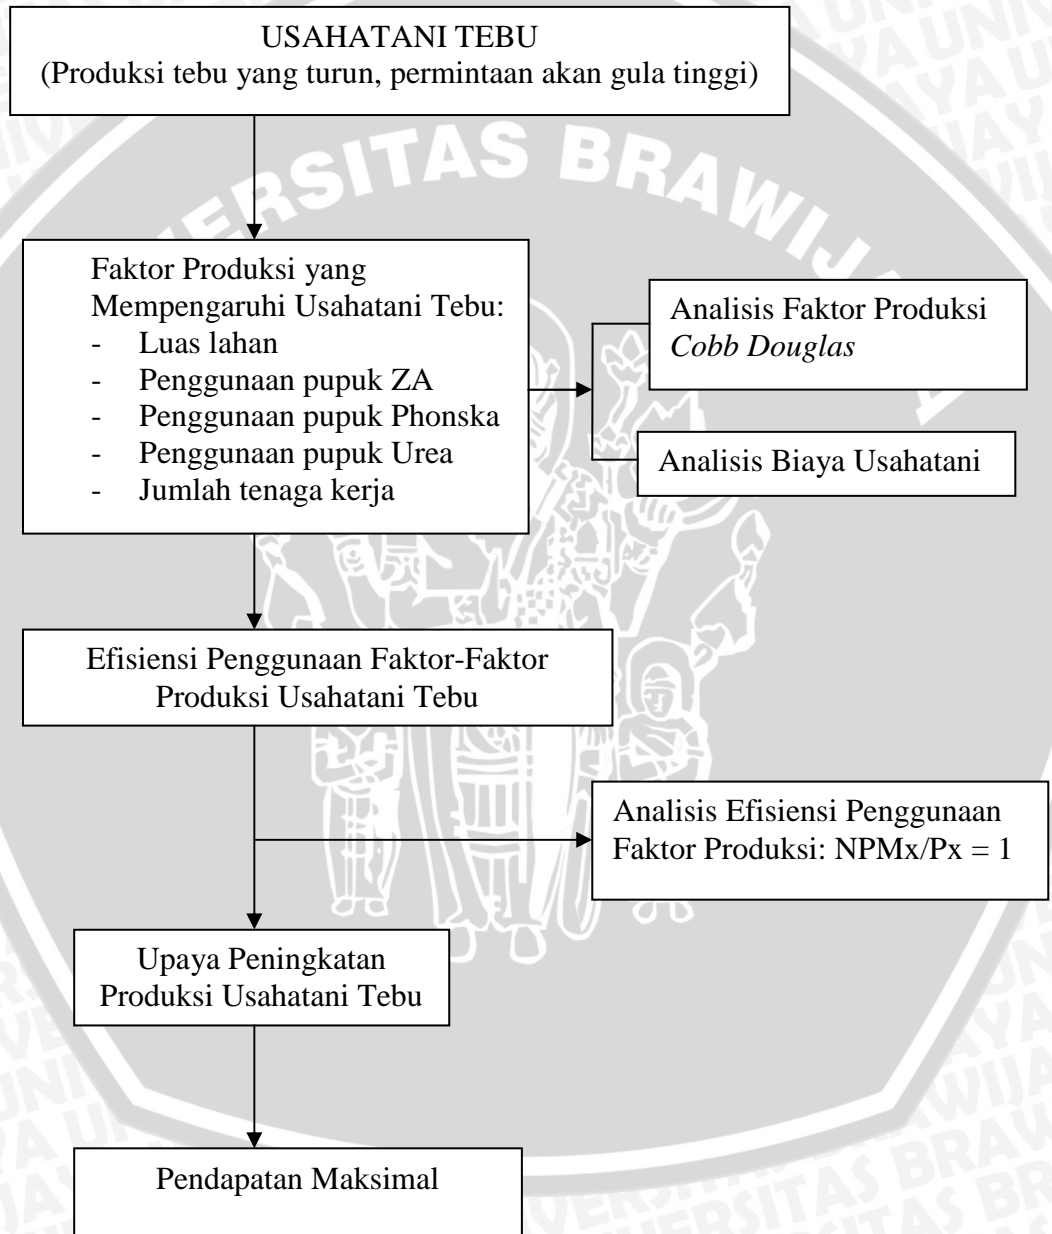 USAHATANI TEBU
(Produksi tebu yang turun, permintaan akan gula tinggi)
Faktor Produksi yang
Mempengaruhi Usahatani Tebu:
- Luas lahan
- Penggunaan pupuk ZA
- Penggunaan pupuk Phonska
- Penggunaan pupuk Urea
- Jumlah tenaga kerja
Analisis Faktor Produksi
Cobb Douglas
Analisis Biaya Usahatani
Efisiensi Penggunaan Faktor-Faktor
Produksi Usahatani Tebu
Analisis Efisiensi Penggunaan
Faktor Produksi: NPMx/Px = 1
Upaya Peningkatan
Produksi Usahatani Tebu
Pendapatan Maksimal